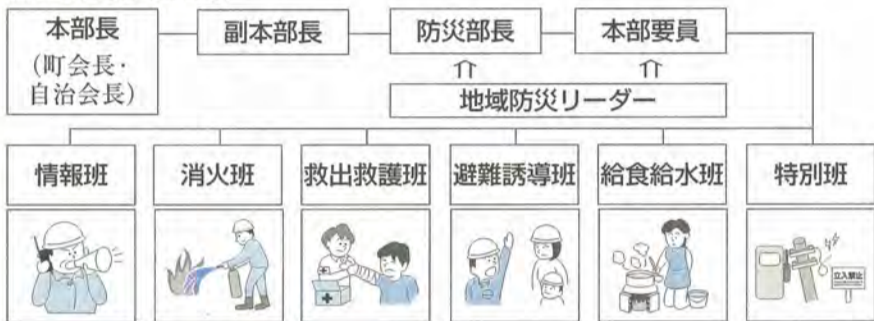 本部長
(町会長・
自治会長)
副本部長
防災部長
本部要員
地域防災リーダー
情報班
消火班
救出救護班
避難誘導班
給食給水班
特別班
立入禁止